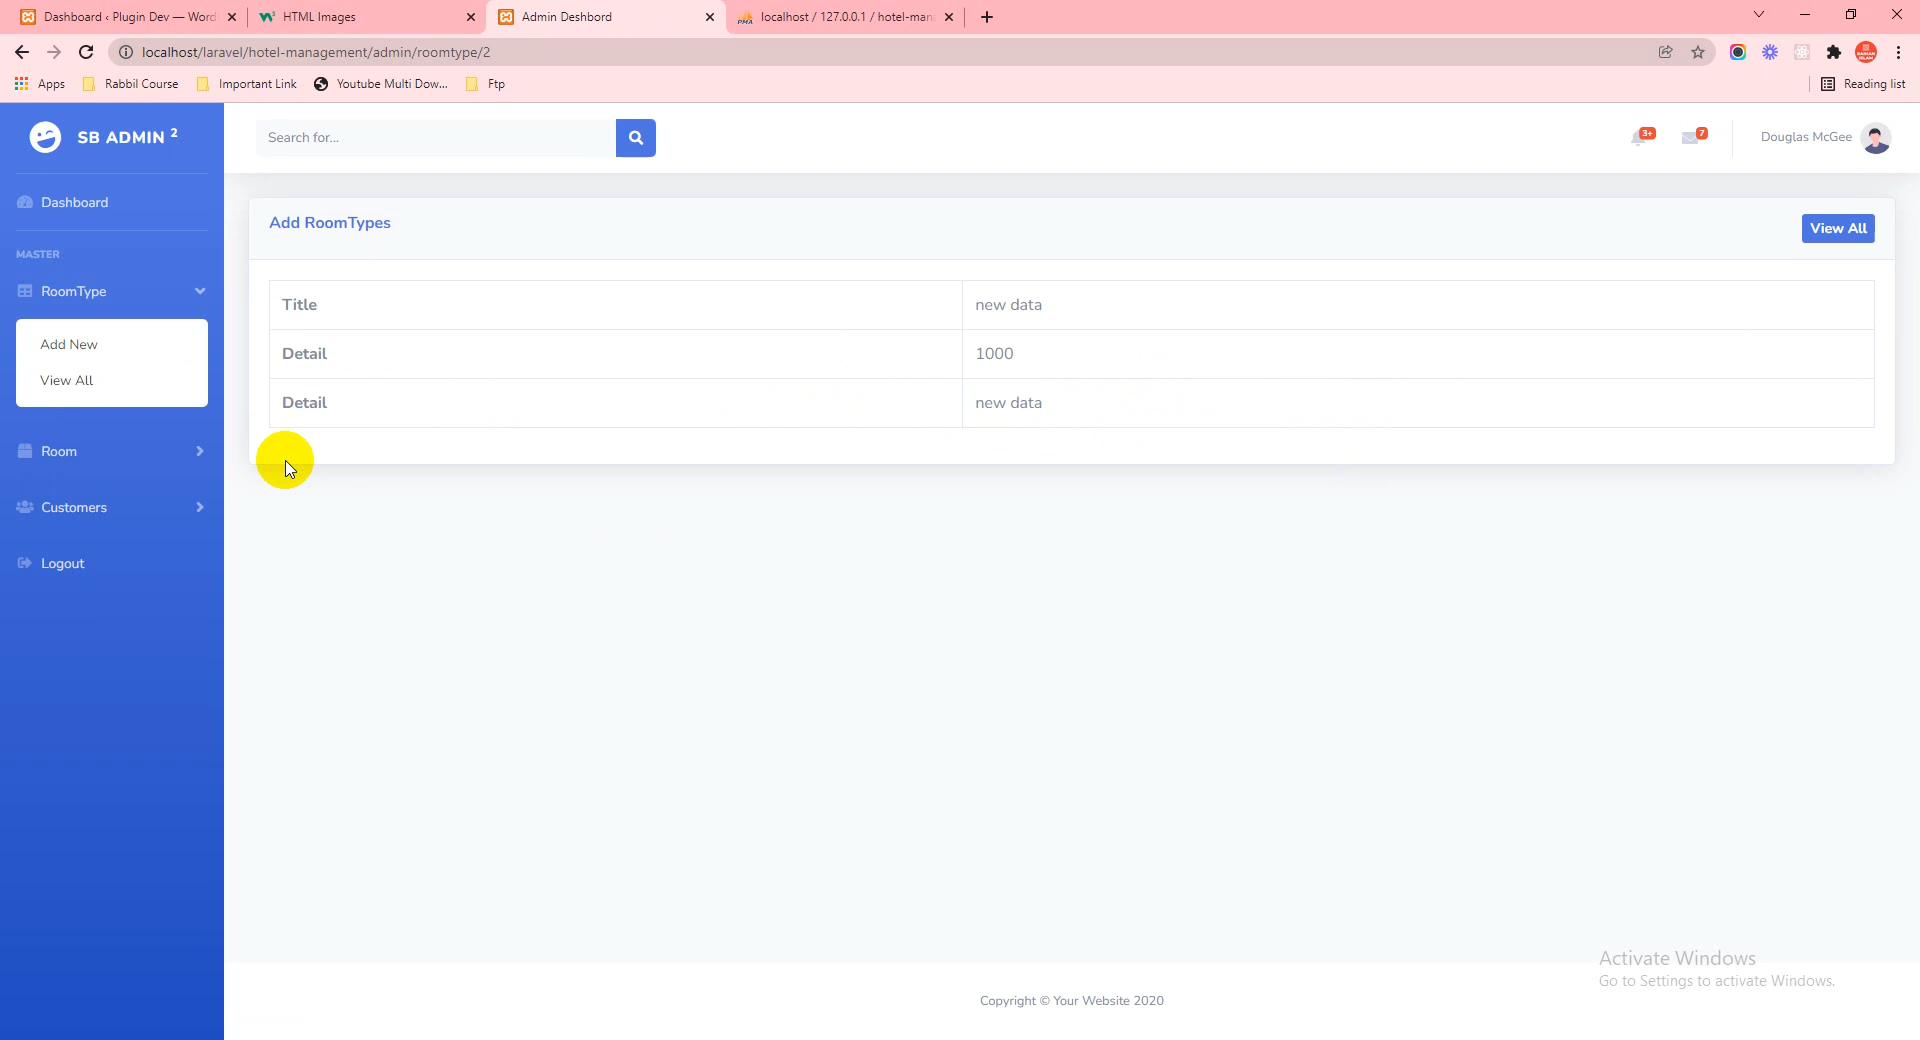 Dashboard ‹ Plugin Dev — Word
HTML Images
Admin Deshbord
localhost / 127.0.0.1 / hotel-man
localhost/laravel/hotel-management/admin/roomtype/2
Apps
Rabbil Course
Important Link
Youtube Multi Dow...
Ftp
Reading list
SB ADMIN 2
Search for...
3+
7
Douglas McGee
Dashboard
Add RoomTypes
View All
MASTER
RoomType
Title
new data
Add New
Detail
1000
View All
Detail
new data
Room
Customers
Logout
Activate Windows
Go to Settings to activate Windows.
Copyright © Your Website 2020